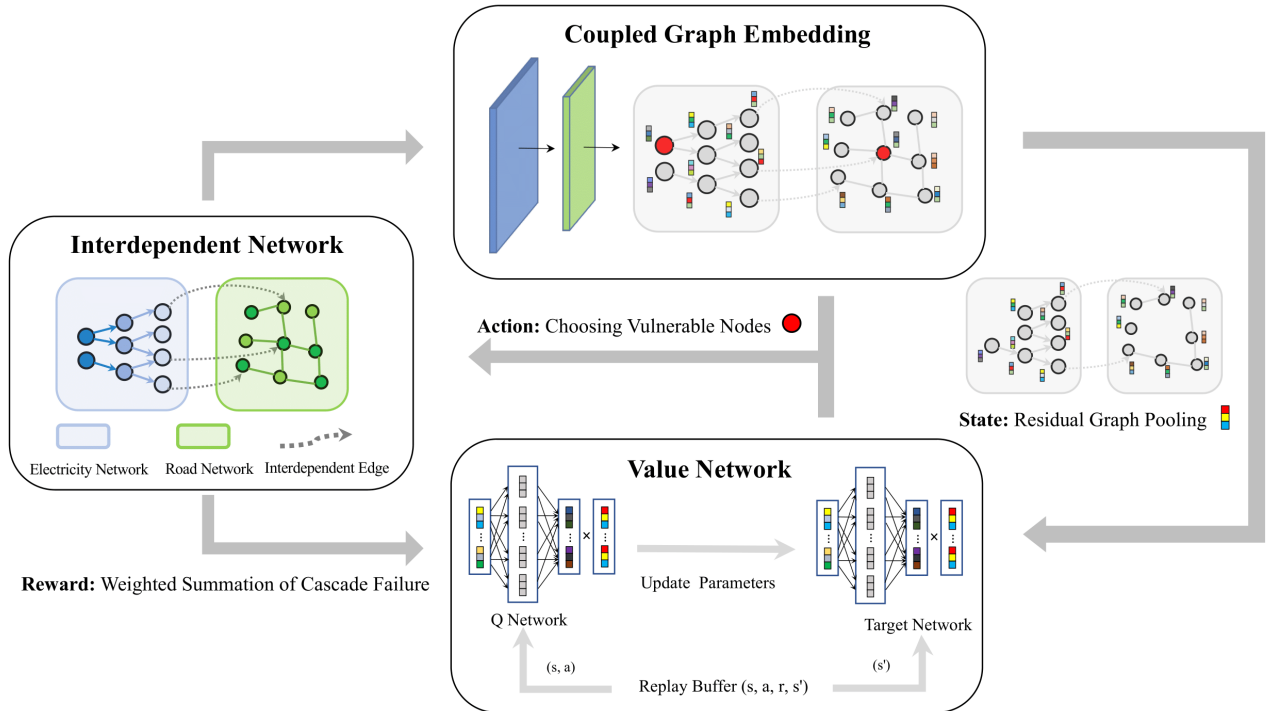 Coupled Graph Embedding
Interdependent Network
Electricity Network
Road Network
Interdependent Edge
Action: Choosing Vulnerable Nodes
State: Residual Graph Pooling
Reward: Weighted Summation of Cascade Failure
Value Network
×
×
Update Parameters
Q Network
Target Network
(s, a)
(s')
Replay Buffer (s, a, r, s')